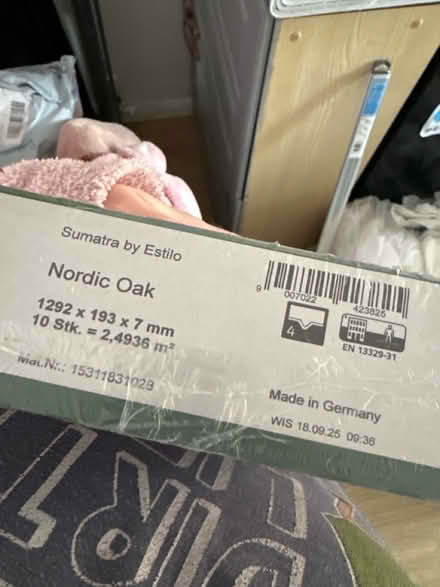 Sumatra by Estilo
Nordic Oak
1292 x 193 x 7 mm
10 Stk. = 2,4936 m²
Mat.Nr.: 15311831028
9 007022 423825
4
EN 13329-31
Made in Germany
WIS 18.09.25 09:36